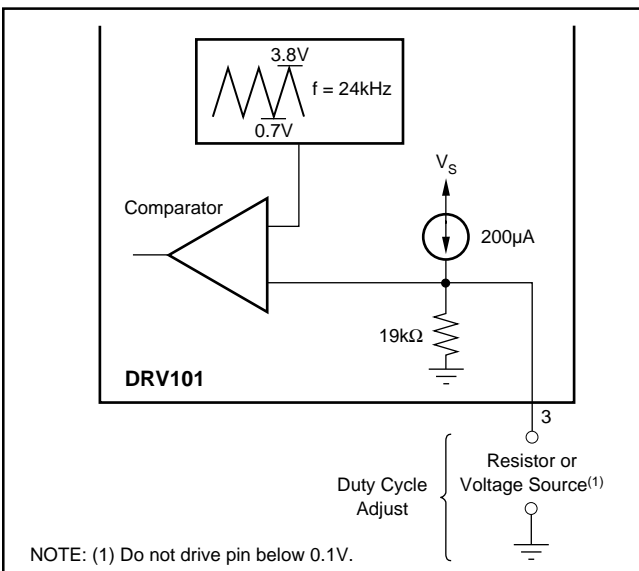 3.8V
f = 24kHz
0.7V
V_S
Comparator
200µA
19kΩ
DRV101
3
Duty Cycle
Adjust
Resistor or
Voltage Source(1)
NOTE: (1) Do not drive pin below 0.1V.